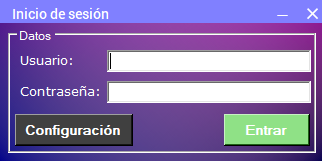 Inicio de sesión
Datos
Usuario:
Contraseña:
Configuración
Entrar